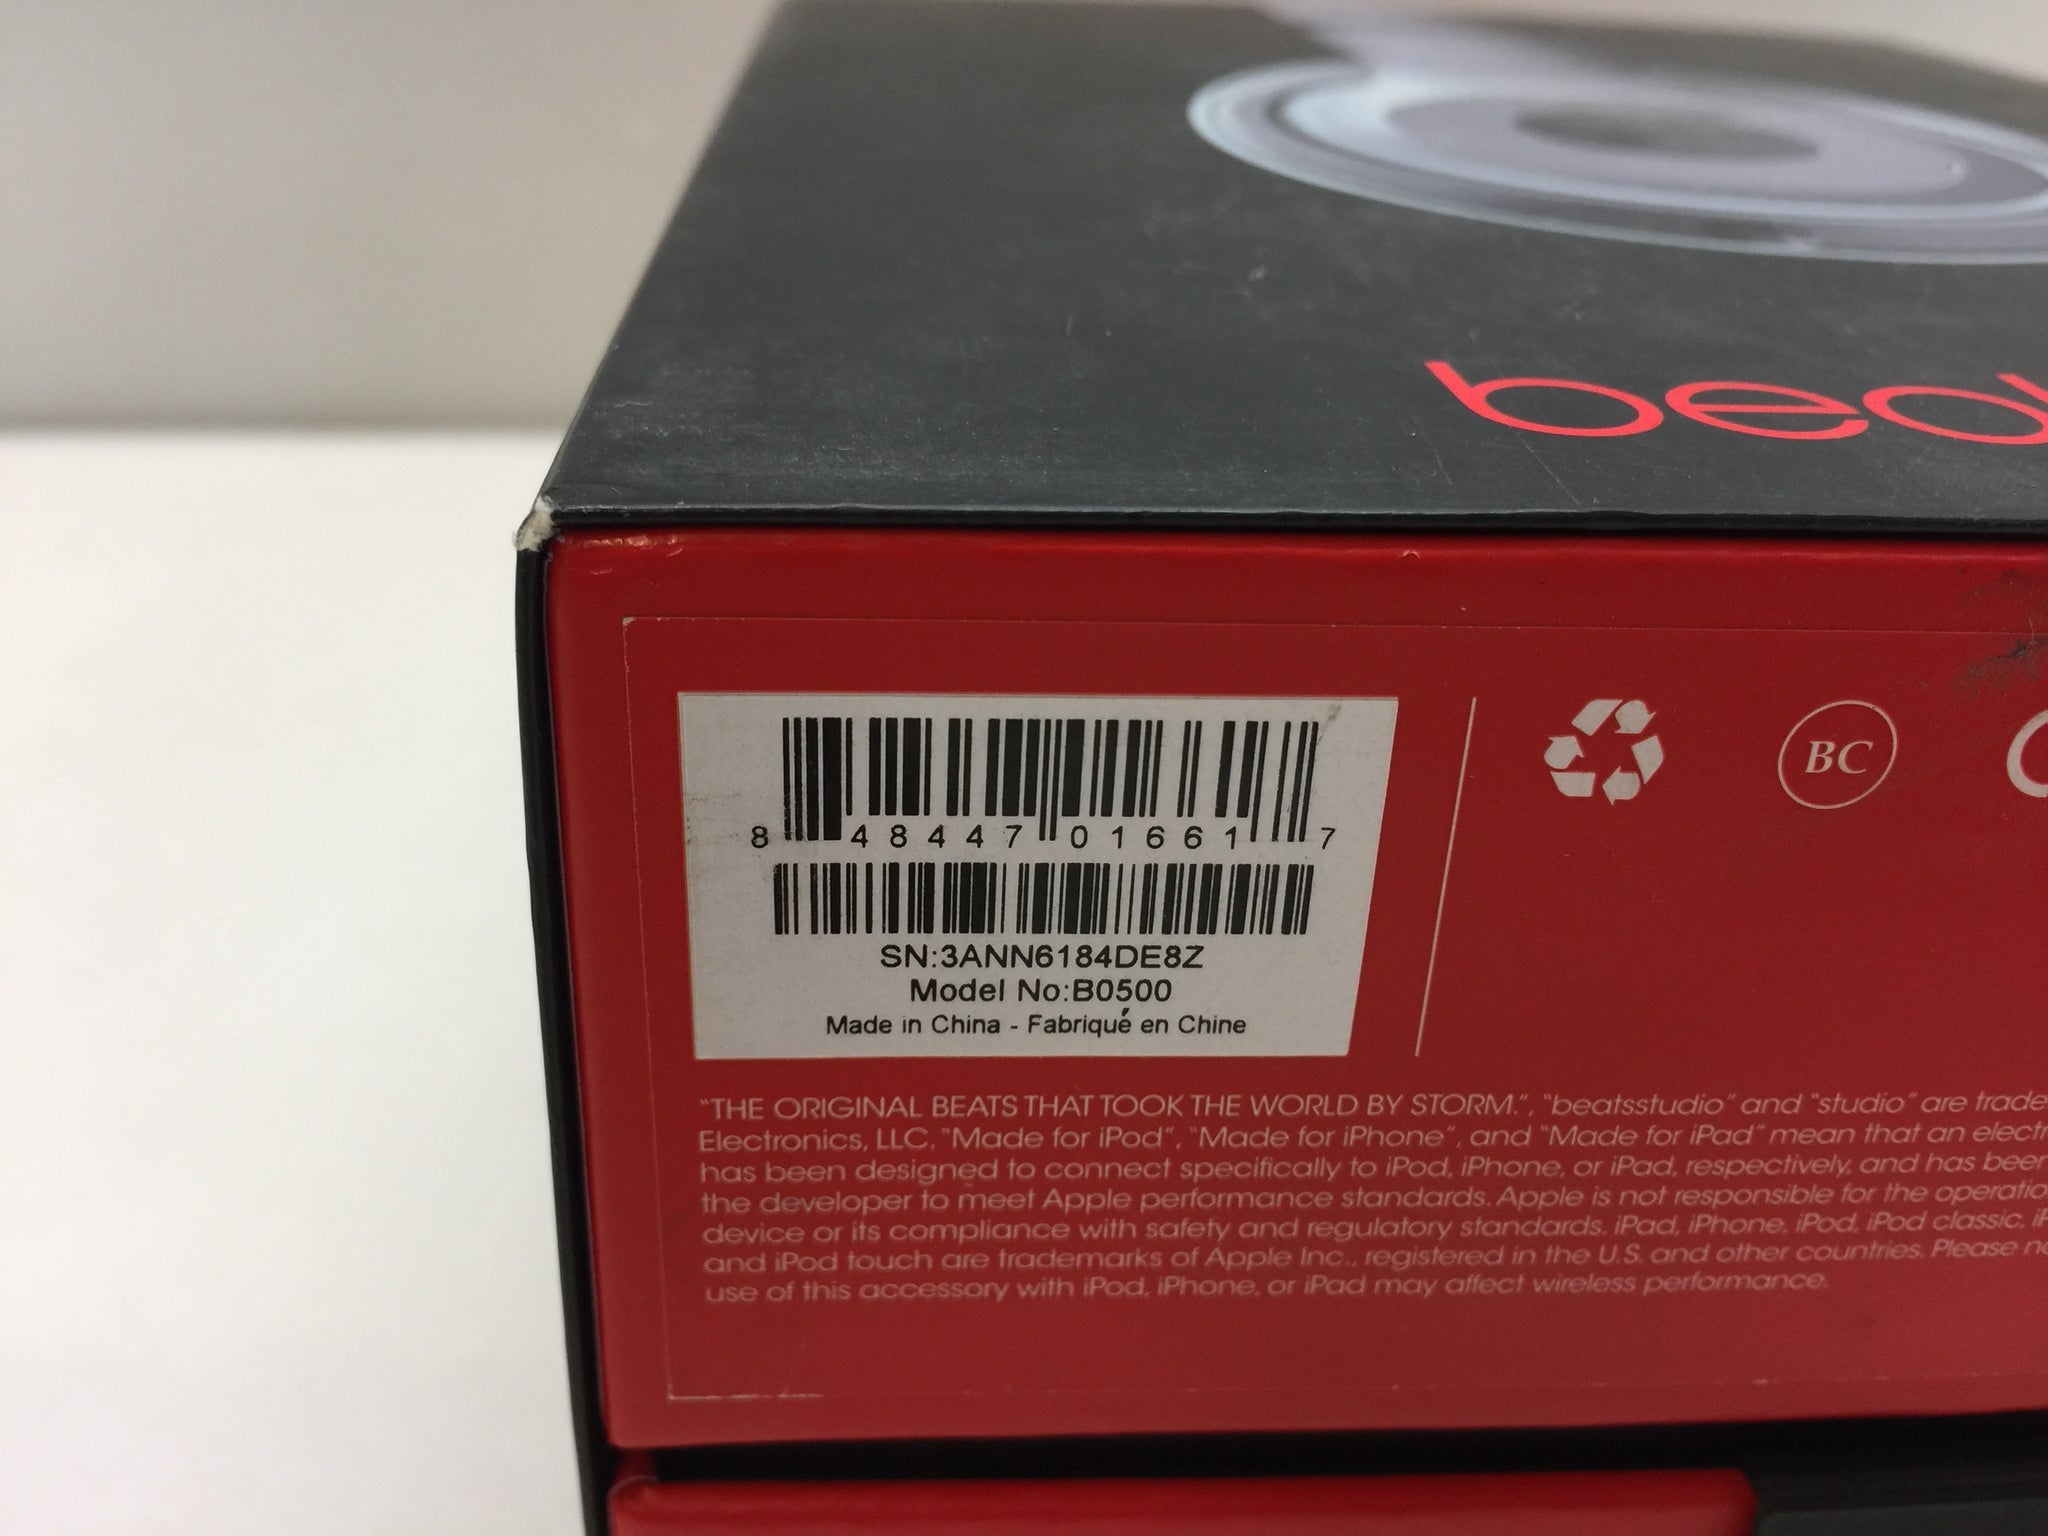 bea
8 48447 01661 7
SN:3ANN6184DE8Z
Model No:B0500
Made in China - Fabriqué en Chine
BC
"THE ORIGINAL BEATS THAT TOOK THE WORLD BY STORM.", "beatsstudio" and "studio" are trade
Electronics, LLC. "Made for iPod", "Made for iPhone", and "Made for iPad" mean that an electr
has been designed to connect specifically to iPod, iPhone, or iPad, respectively, and has been
the developer to meet Apple performance standards. Apple is not responsible for the operatio
device or its compliance with safety and regulatory standards. iPad, iPhone, iPod, iPod classic, iP
and iPod touch are trademarks of Apple Inc., registered in the U.S. and other countries. Please no
use of this accessory with iPod, iPhone, or iPad may affect wireless performance.